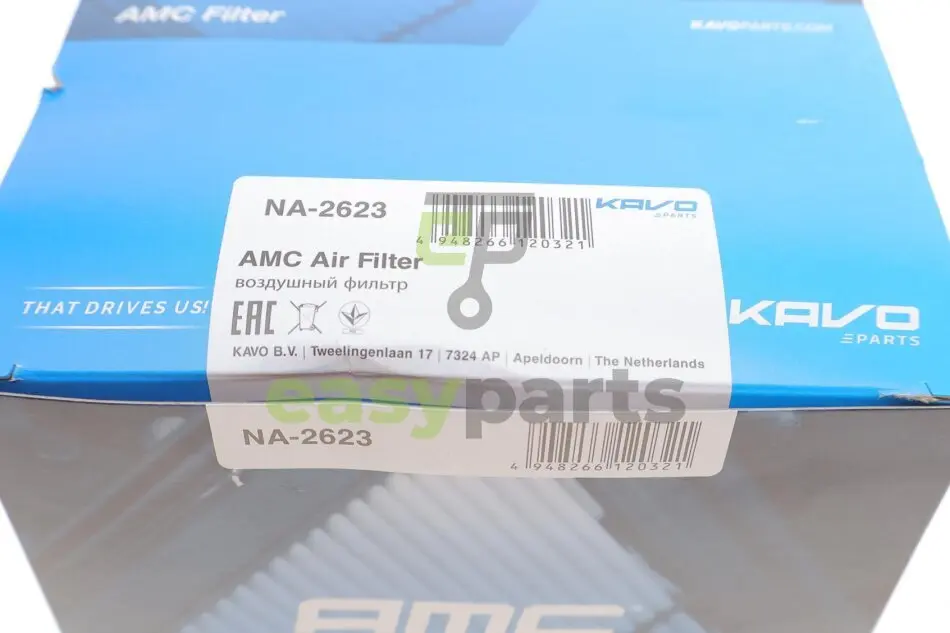 AMC Filter
KAVOPARTS.COM
NA-2623
4 948266 120321
KAVO
PARTS
AMC Air Filter
воздушный фильтр
EAC
KAVO B.V. | Tweelingenlaan 17 | 7324 AP | Apeldoorn | The Netherlands
THAT DRIVES US!
KAVO
PARTS
easyparts
NA-2623
4 948266 120321
AMC